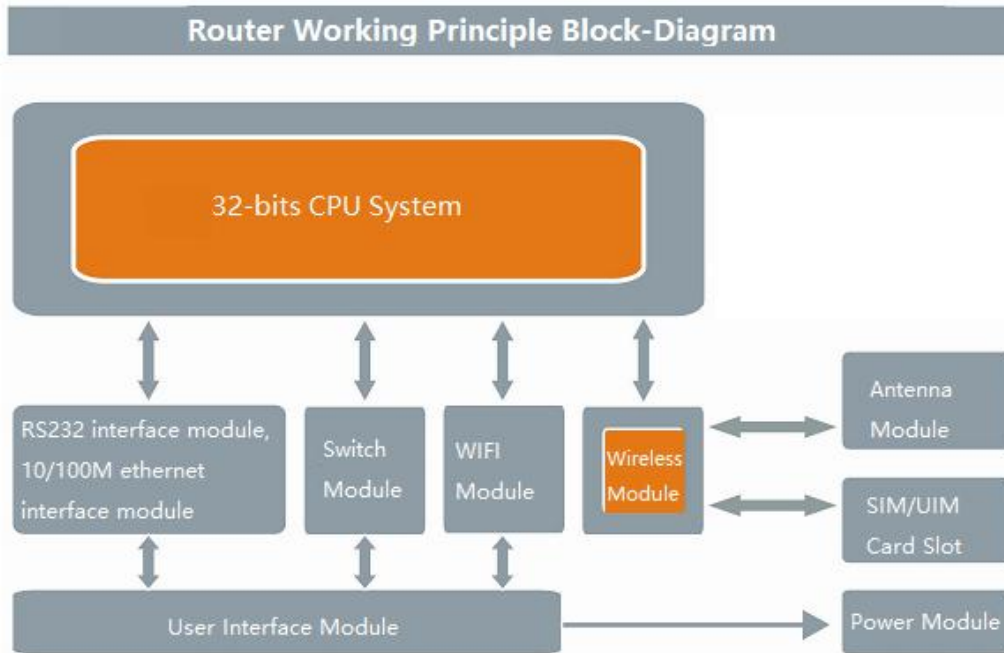 Router Working Principle Block-Diagram
32-bits CPU System
RS232 interface module,
10/100M ethernet
interface module
Switch
Module
WIFI
Module
Wireless
Module
Antenna
Module
SIM/UIM
Card Slot
User Interface Module
Power Module